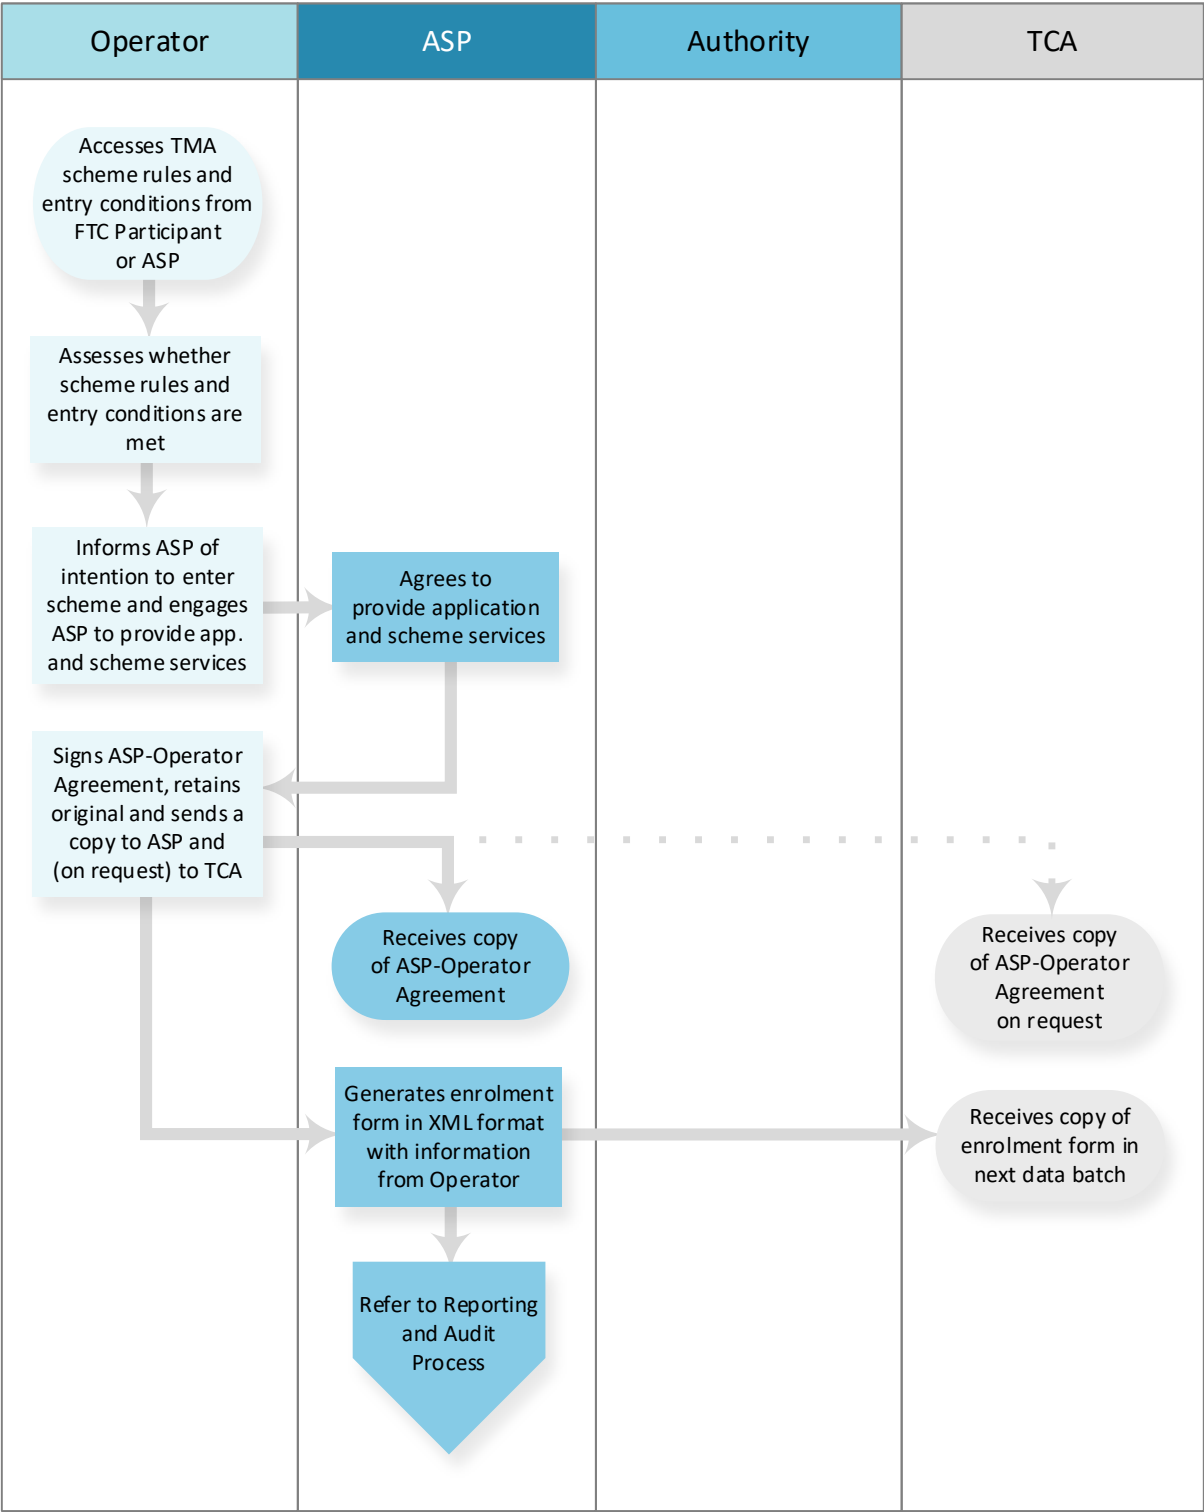 Operator
ASP
Authority
TCA
Accesses TMA
scheme rules and
entry conditions from
FTC Participant
or ASP
Assesses whether
scheme rules and
entry conditions are
met
Informs ASP of
intention to enter
scheme and engages
ASP to provide app.
and scheme services
Agrees to
provide application
and scheme services
Signs ASP-Operator
Agreement, retains
original and sends a
copy to ASP and
(on request) to TCA
Receives copy
of ASP-Operator
Agreement
Receives copy
of ASP-Operator
Agreement
on request
Generates enrolment
form in XML format
with information
from Operator
Receives copy of
enrolment form in
next data batch
Refer to Reporting
and Audit
Process